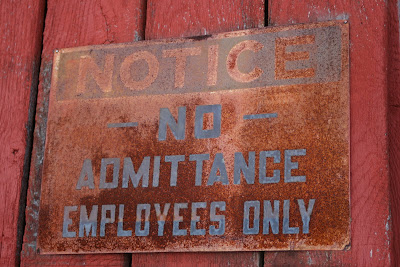 NOTICE
- NO -
ADMITTANCE
EMPLOYEES ONLY